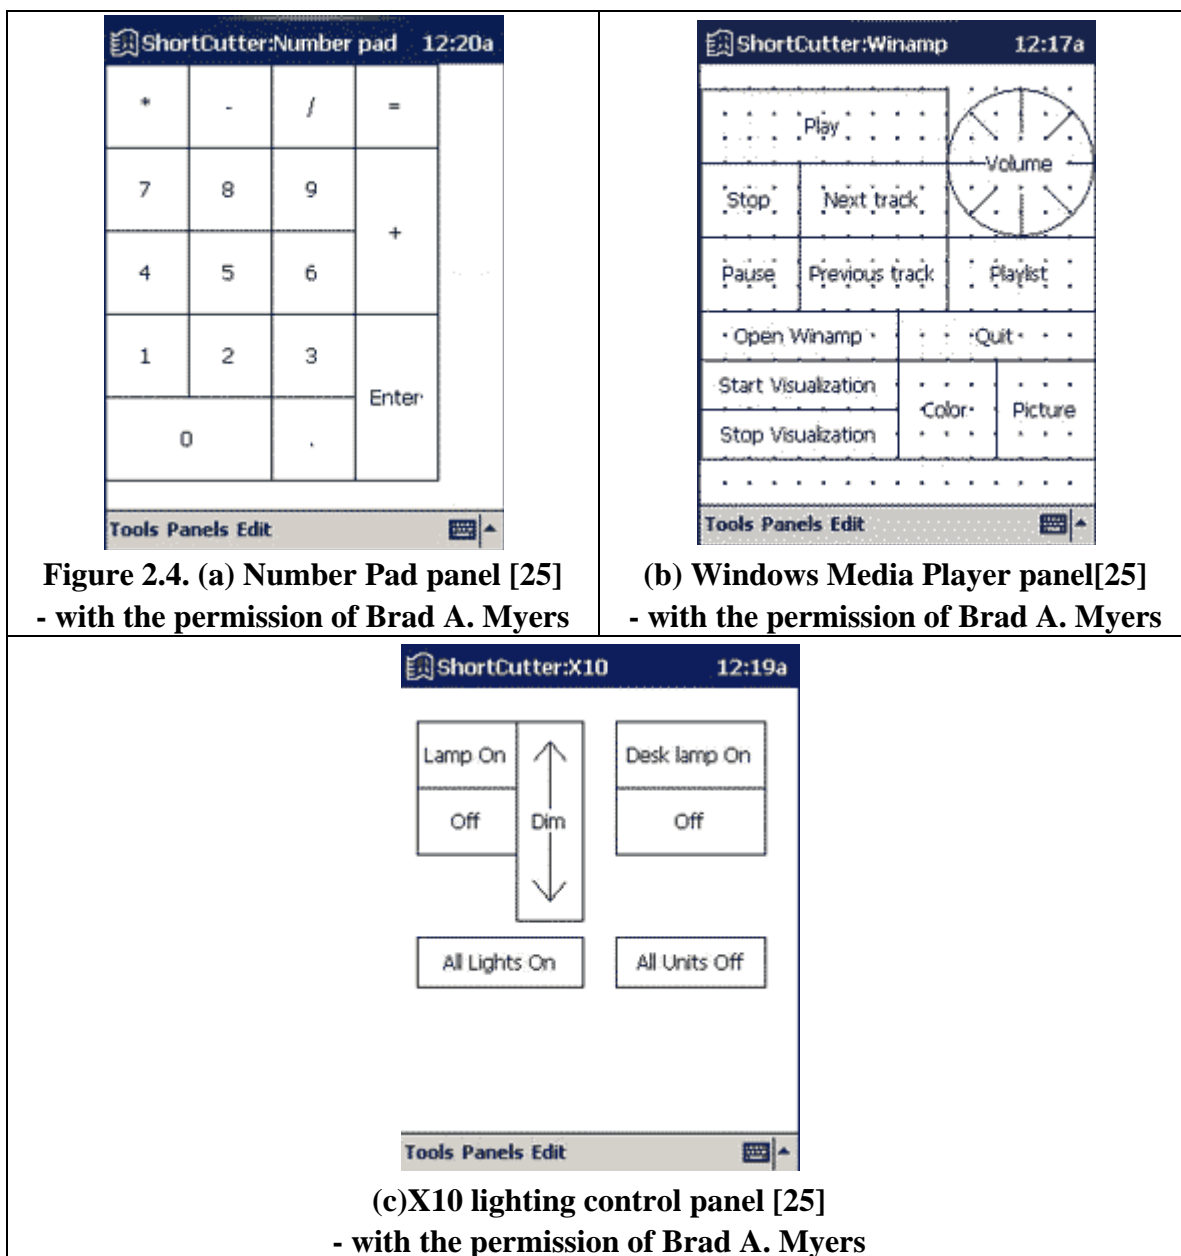 ShortCutter:Number pad 12:20a
* - / =
7 8 9
+
4 5 6
1 2 3
Enter
0 .
Tools Panels Edit
Figure 2.4. (a) Number Pad panel [25]
- with the permission of Brad A. Myers
ShortCutter:Winamp 12:17a
Play
Volume
Stop Next track
Pause Previous track Playlist
Open Winamp Quit
Start Visualization
Color Picture
Stop Visualization
Tools Panels Edit
(b) Windows Media Player panel[25]
- with the permission of Brad A. Myers
ShortCutter:X10 12:19a
Lamp On Desk lamp On
Off Dim Off
All Lights On All Units Off
Tools Panels Edit
(c)X10 lighting control panel [25]
- with the permission of Brad A. Myers